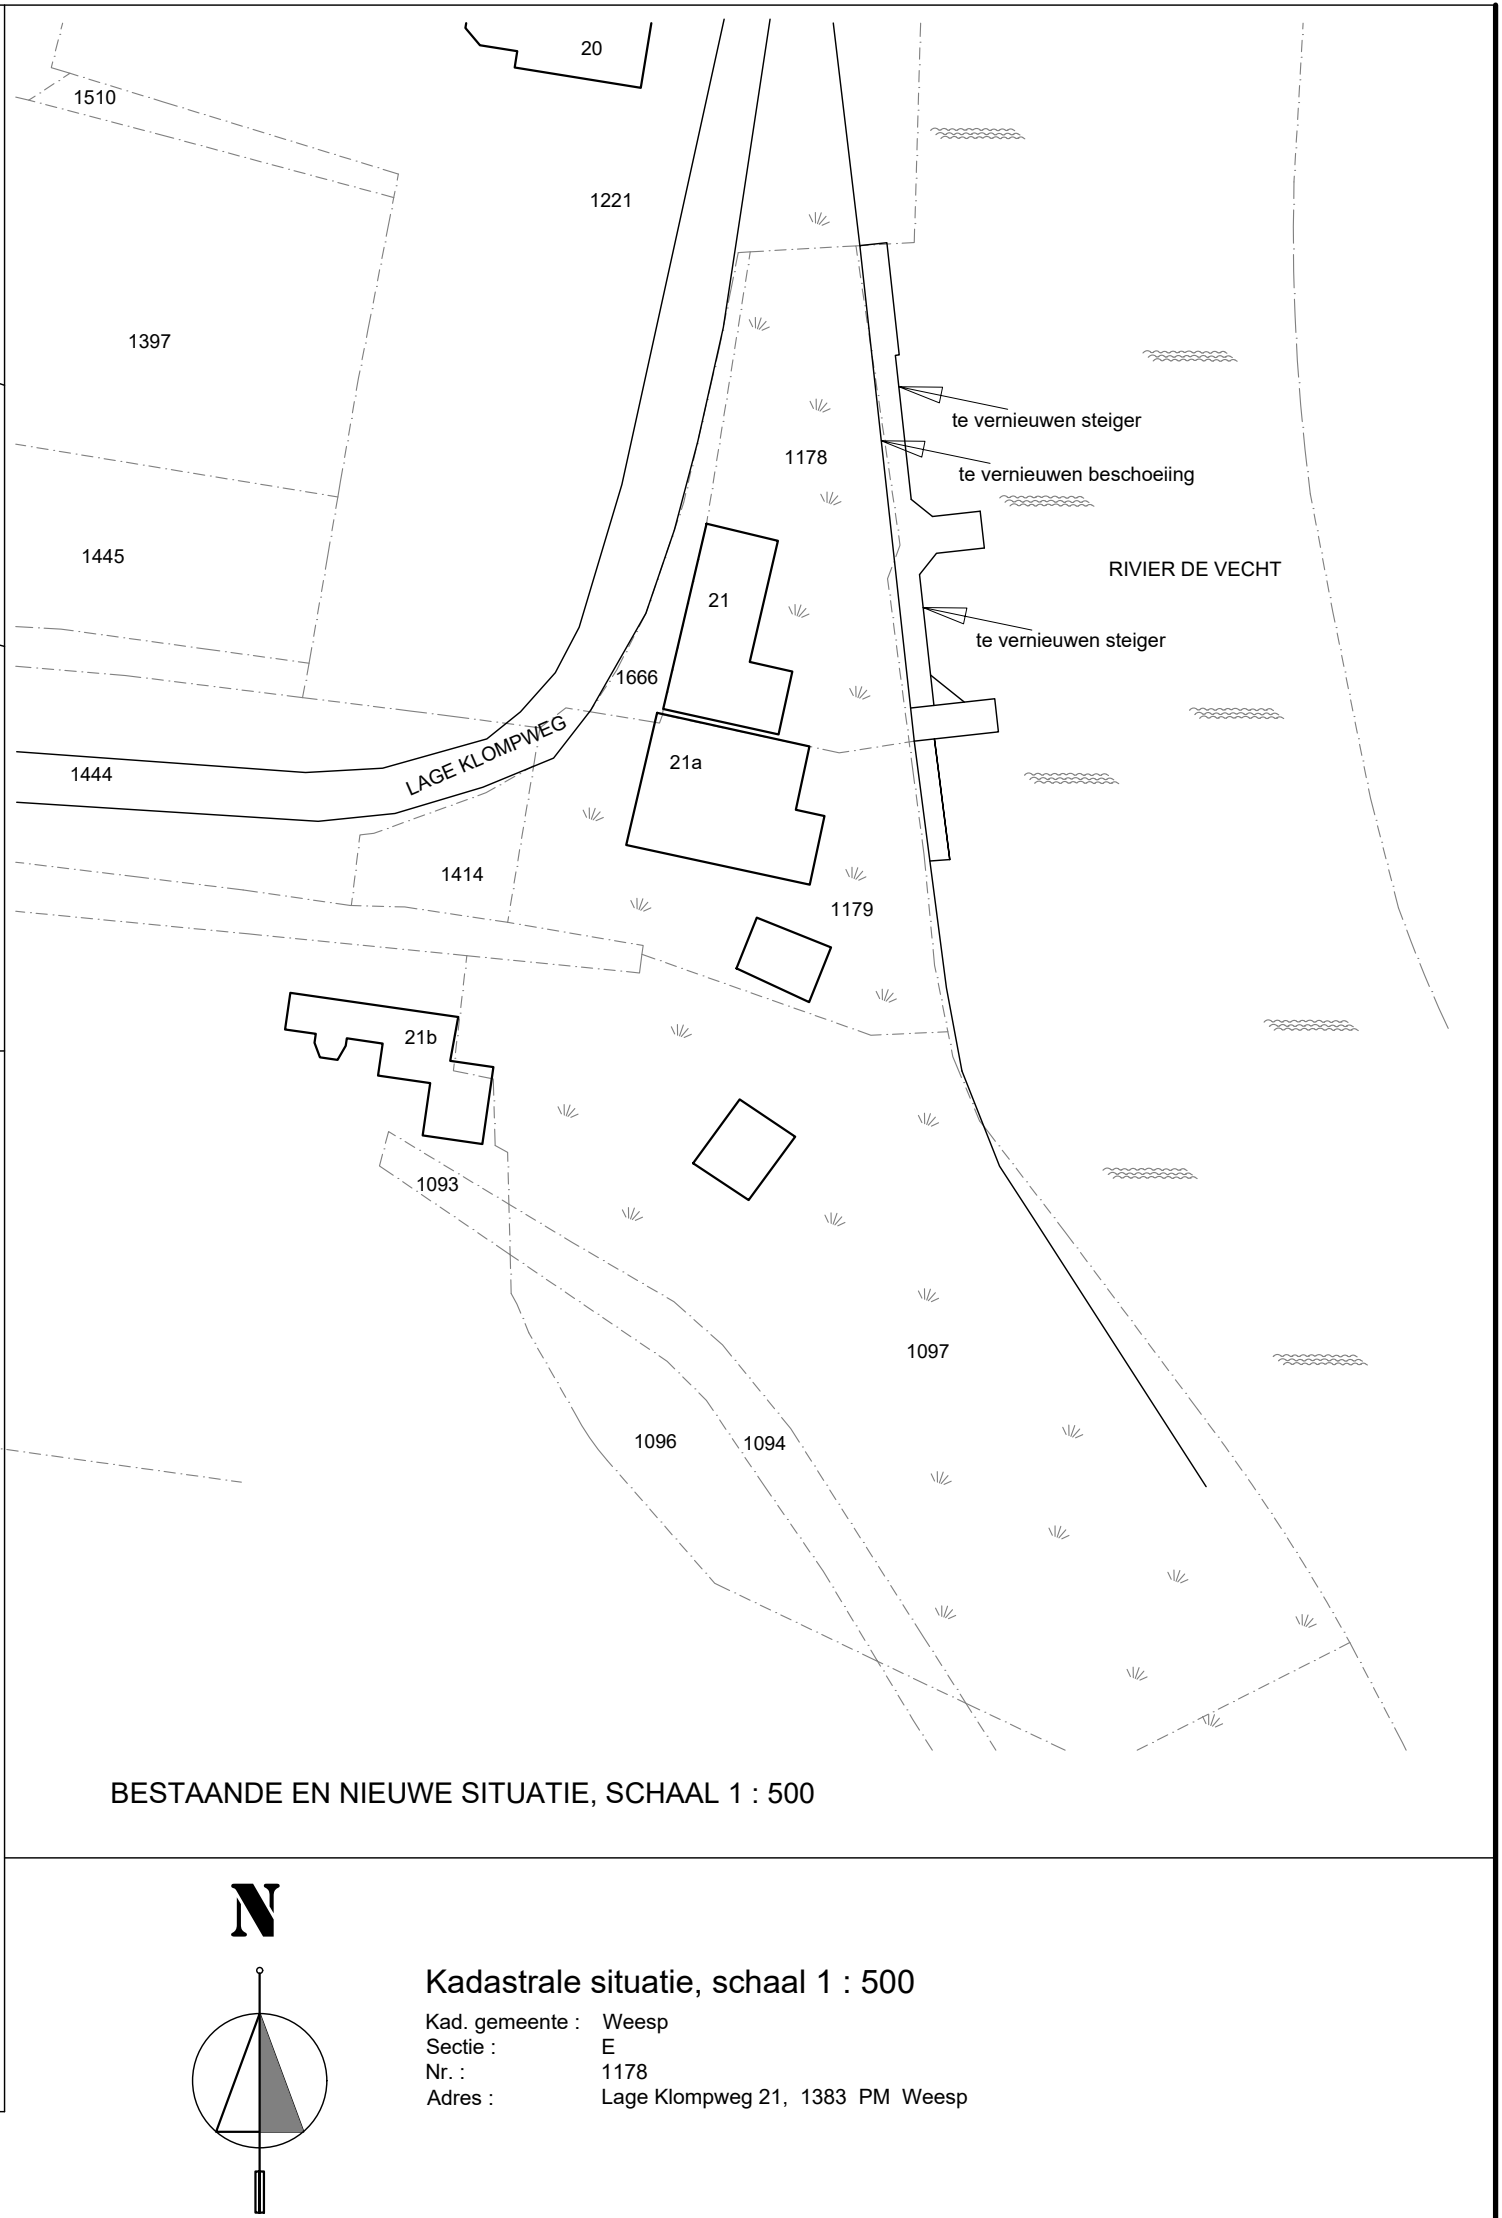 20
1510
1221
1397
te vernieuwen steiger
1178
te vernieuwen beschoeiing
1445
RIVIER DE VECHT
21
te vernieuwen steiger
1666
LAGE KLOMPWEG
21a
1444
1414
1179
21b
1093
1097
1096
1094
BESTAANDE EN NIEUWE SITUATIE, SCHAAL 1 : 500
N
Kadastrale situatie, schaal 1 : 500
Kad. gemeente : Weesp
Sectie : E
Nr. : 1178
Adres : Lage Klompweg 21, 1383 PM Weesp